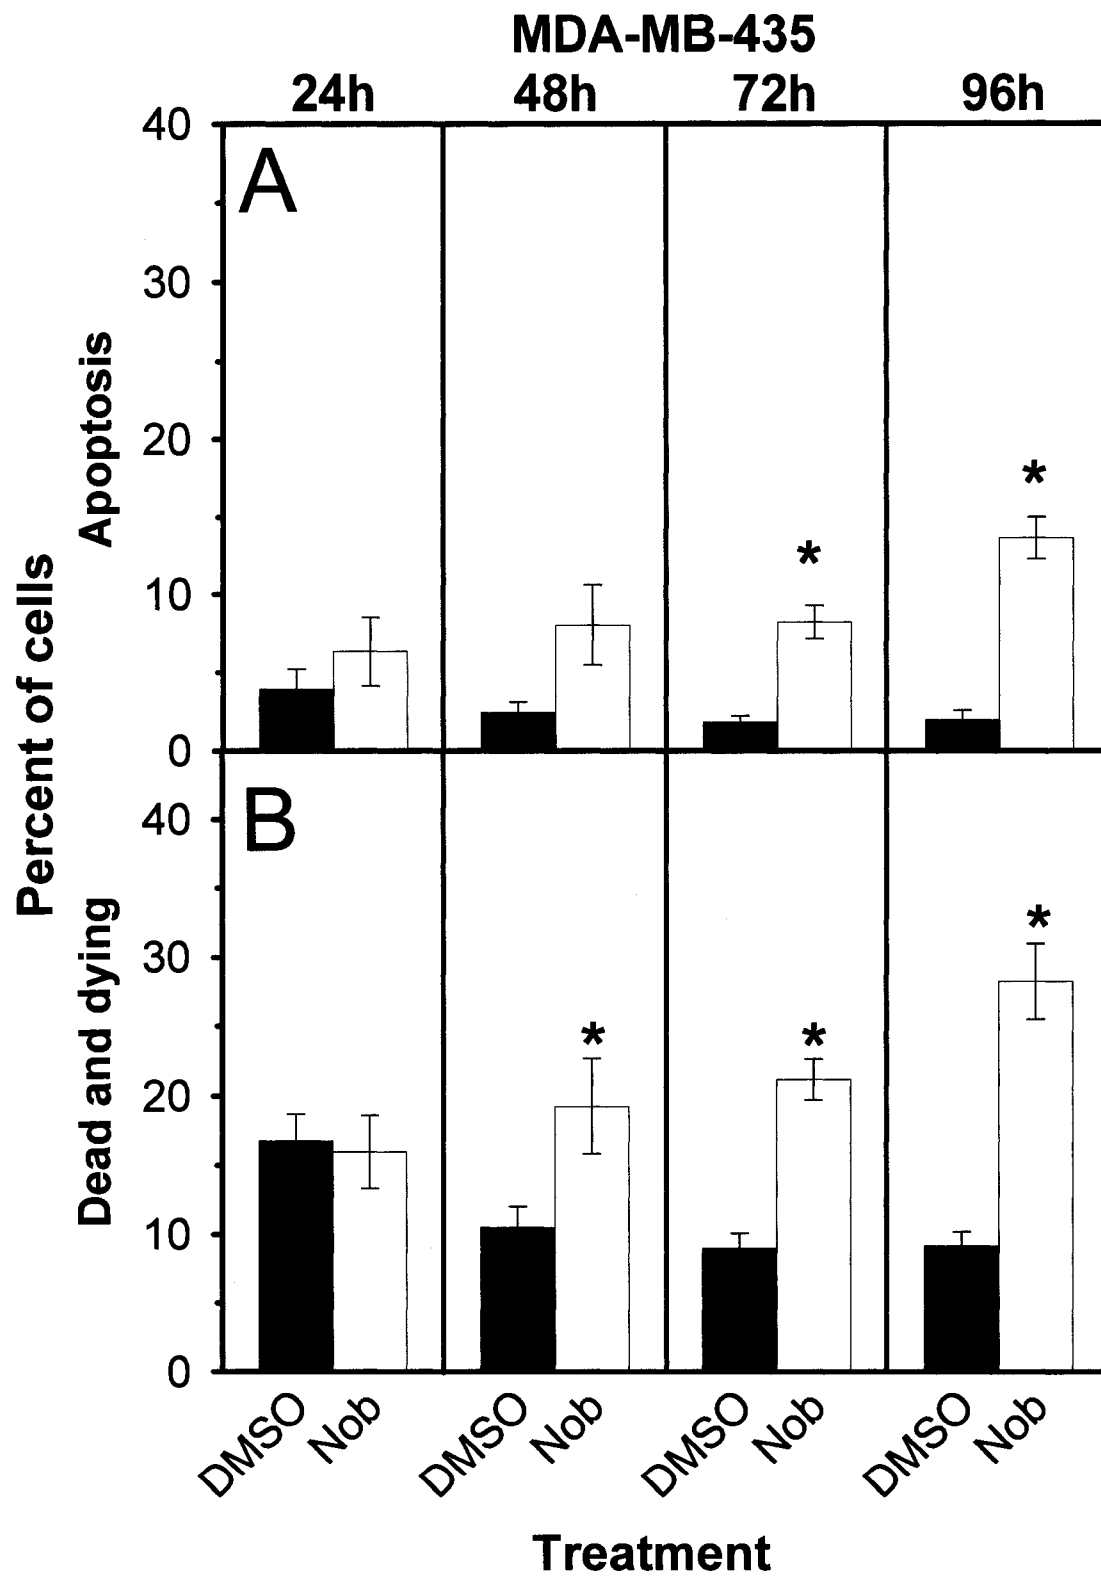 MDA-MB-435
24h 48h 72h 96h
Percent of cells
Apoptosis
A
40
30
20
10
0
*
*
Dead and dying
B
40
30
20
10
0
*
*
*
DMSO Nob DMSO Nob DMSO Nob DMSO Nob
Treatment